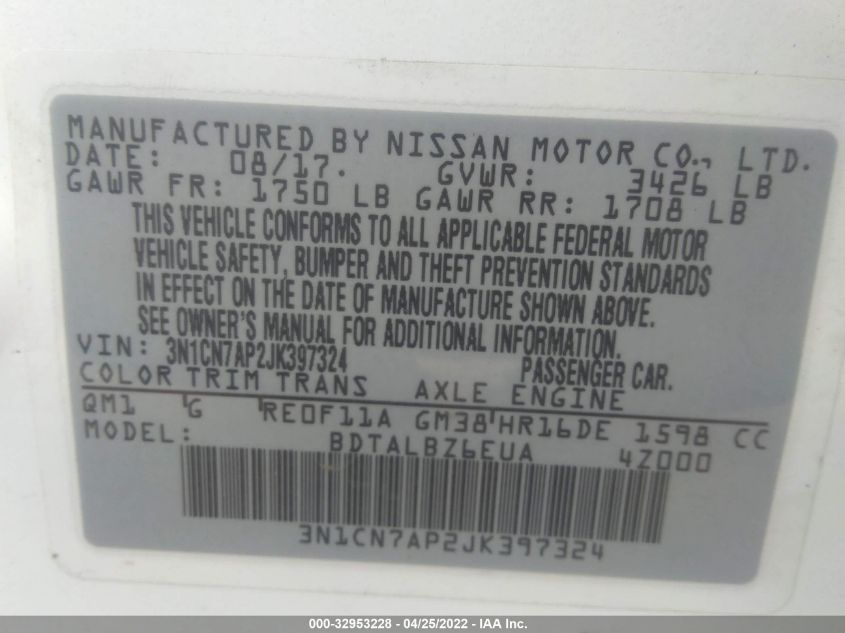 MANUFACTURED BY NISSAN MOTOR CO., LTD.
DATE: 08/17. GVWR: 3426 LB
GAWR FR: 1750 LB GAWR RR: 1708 LB
THIS VEHICLE CONFORMS TO ALL APPLICABLE FEDERAL MOTOR
VEHICLE SAFETY, BUMPER AND THEFT PREVENTION STANDARDS
IN EFFECT ON THE DATE OF MANUFACTURE SHOWN ABOVE.
SEE OWNER'S MANUAL FOR ADDITIONAL INFORMATION.
VIN: 3N1CN7AP2JK397324 PASSENGER CAR.
COLOR TRIM TRANS AXLE ENGINE
QM1 G RE0F11A GM38 HR16DE 1598 CC
MODEL: BDTALBZ6EUA 4Z000
3N1CN7AP2JK397324
000-32953228 - 04/25/2022 - IAA Inc.